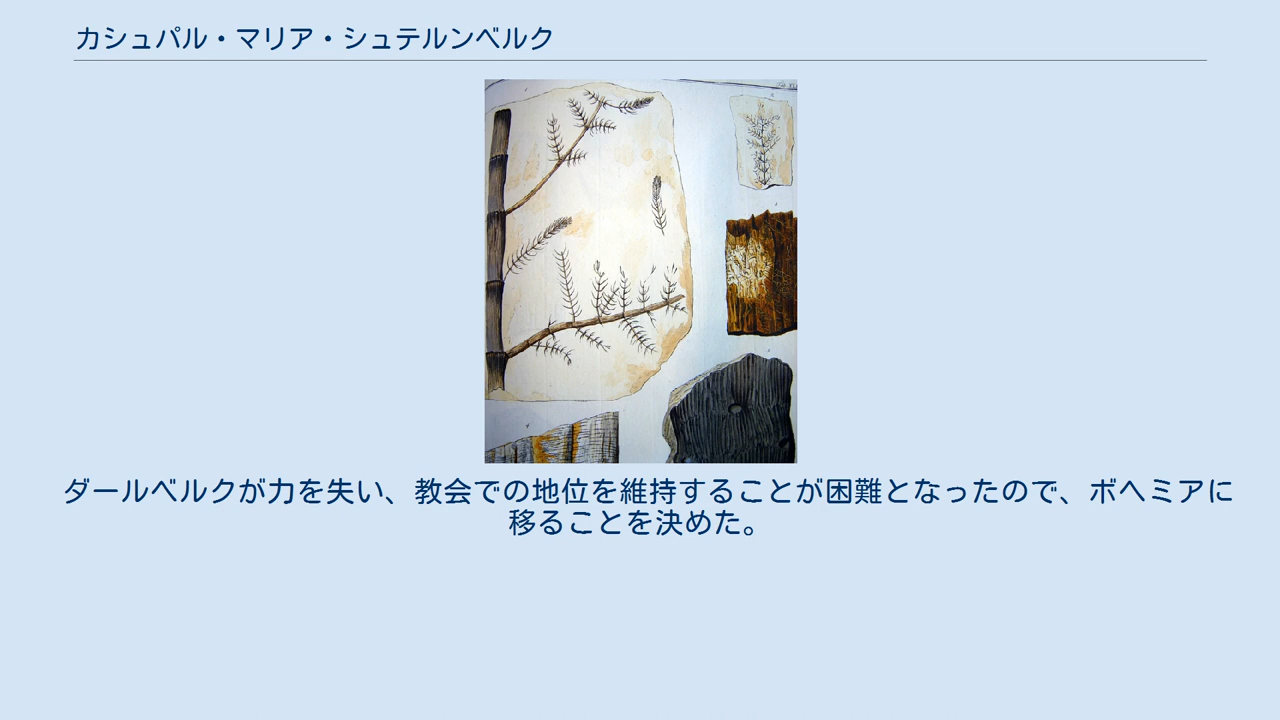 カシュパル・マリア・シュテルンベルク
ダールベルクが力を失い、教会での地位を維持することが困難となったので、ボヘミアに
移ることを決めた。